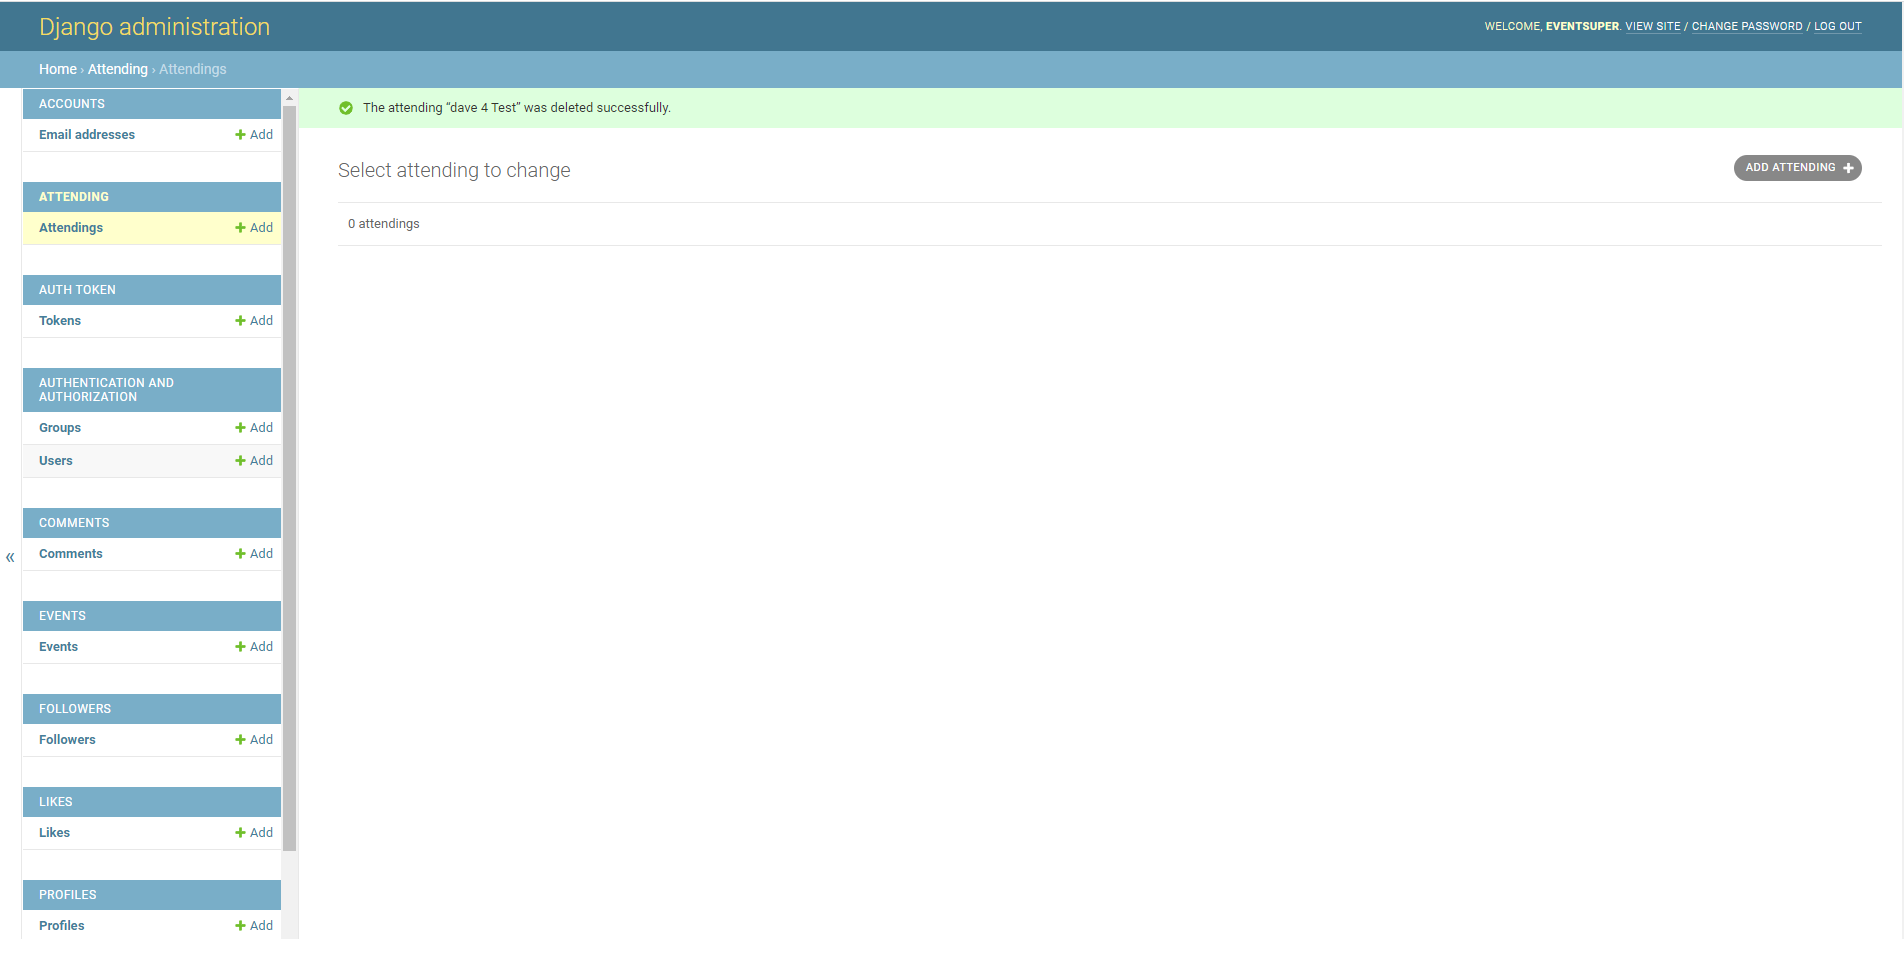 Django administration
WELCOME, EVENTSUPER. VIEW SITE / CHANGE PASSWORD / LOG OUT
Home › Attending › Attendings
ACCOUNTS
Email addresses Add
ATTENDING
Attendings Add
AUTH TOKEN
Tokens Add
AUTHENTICATION AND
AUTHORIZATION
Groups Add
Users Add
COMMENTS
Comments Add
EVENTS
Events Add
FOLLOWERS
Followers Add
LIKES
Likes Add
PROFILES
Profiles Add
«
The attending “dave 4 Test” was deleted successfully.
Select attending to change
ADD ATTENDING
0 attendings